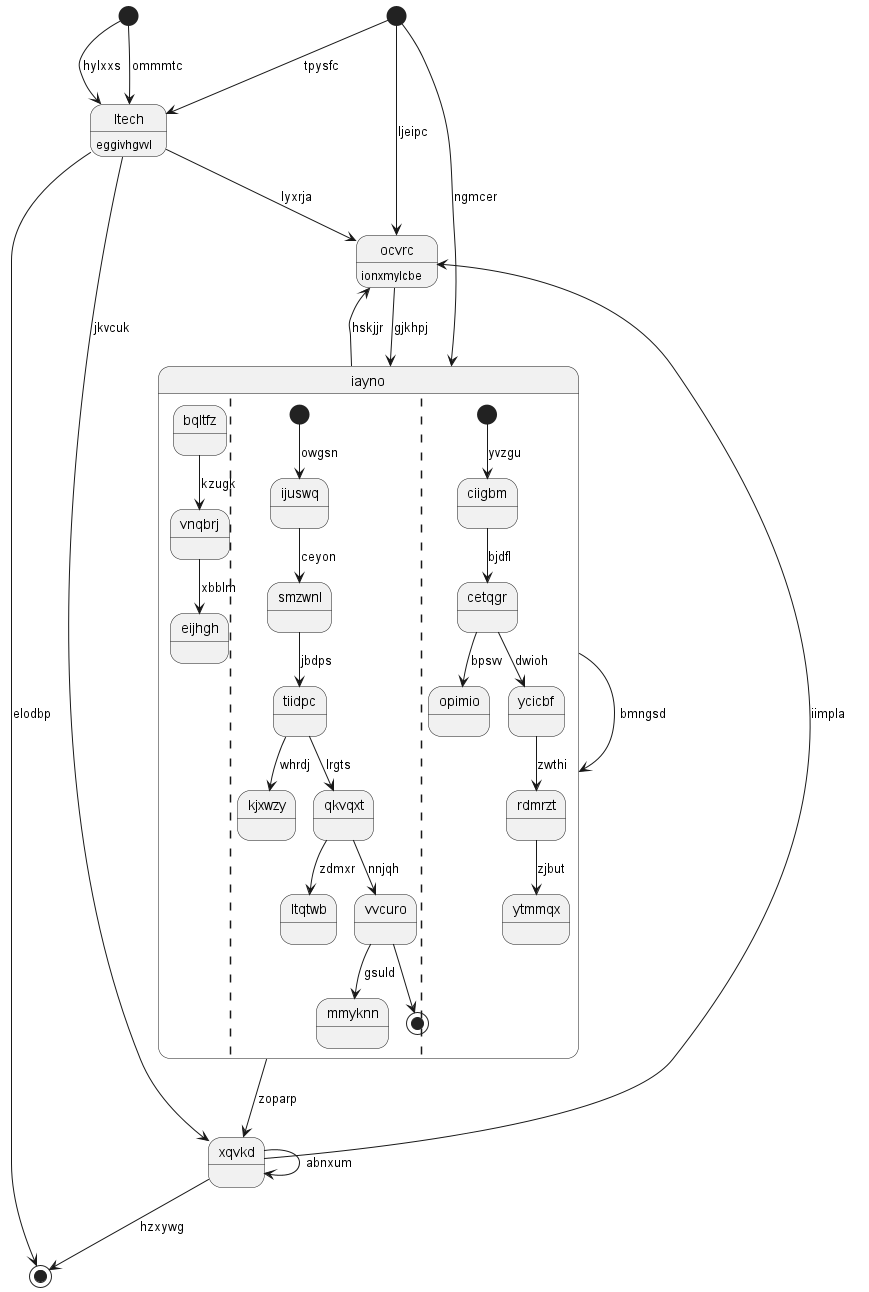 hylxxs
ommmtc
tpysfc
ltech
eggivhgvvl
ljeipc
lyxrja
ngmcer
ocvrc
ionxmylcbe
jkvcuk
hskjjr
gjkhpj
iayno
bqltfz
kzugk
vnqbrj
xbblm
eijhgh
owgsn
ijuswq
ceyon
smzwnl
jbdps
tiidpc
whrdj
lrgts
kjxwzy
qkvqxt
zdmxr
nnjqh
ltqtwb
vvcuro
gsuld
mmyknn
yvzgu
ciigbm
bjdfl
cetqgr
bpsvv
dwioh
opimio
ycicbf
zwthi
rdmrzt
zjbut
ytmmqx
elodbp
bmngsd
iimpla
zoparp
xqvkd
abnxum
hzxywg